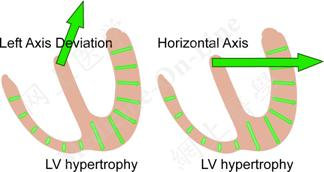 Left Axis Deviation
Horizontal Axis
LV hypertrophy
LV hypertrophy